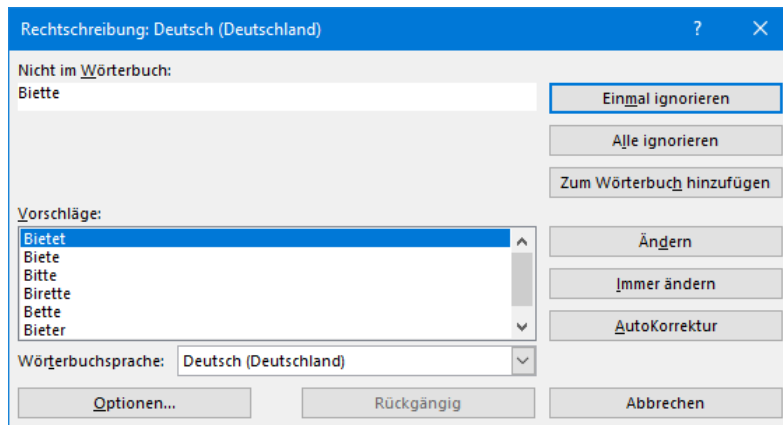 Rechtschreibung: Deutsch (Deutschland)
Nicht im Wörterbuch:
Biette
Einmal ignorieren
Alle ignorieren
Zum Wörterbuch hinzufügen
Vorschläge:
Bietet
Biete
Bitte
Birette
Bette
Bieter
Ändern
Immer ändern
AutoKorrektur
Wörterbuchsprache: Deutsch (Deutschland)
Optionen... Rückgängig Abbrechen